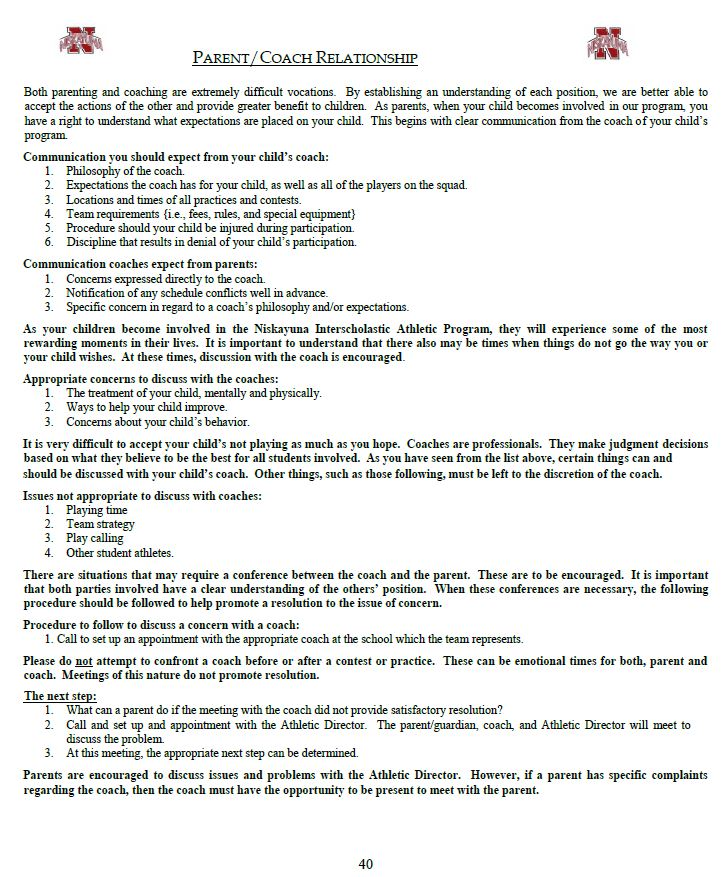 NISKAYUNA
NISKAYUNA
PARENT/COACH RELATIONSHIP
Both parenting and coaching are extremely difficult vocations. By establishing an understanding of each position, we are better able to
accept the actions of the other and provide greater benefit to children. As parents, when your child becomes involved in our program, you
have a right to understand what expectations are placed on your child. This begins with clear communication from the coach of your child's
program.
Communication you should expect from your child's coach:
1. Philosophy of the coach.
2. Expectations the coach has for your child, as well as all of the players on the squad.
3. Locations and times of all practices and contests.
4. Team requirements {i.e., fees, rules, and special equipment}
5. Procedure should your child be injured during participation.
6. Discipline that results in denial of your child's participation.
Communication coaches expect from parents:
1. Concerns expressed directly to the coach.
2. Notification of any schedule conflicts well in advance.
3. Specific concern in regard to a coach's philosophy and/or expectations.
As your children become involved in the Niskayuna Interscholastic Athletic Program, they will experience some of the most
rewarding moments in their lives. It is important to understand that there also may be times when things do not go the way you or
your child wishes. At these times, discussion with the coach is encouraged.
Appropriate concerns to discuss with the coaches:
1. The treatment of your child, mentally and physically.
2. Ways to help your child improve.
3. Concerns about your child's behavior.
It is very difficult to accept your child's not playing as much as you hope. Coaches are professionals. They make judgment decisions
based on what they believe to be the best for all students involved. As you have seen from the list above, certain things can and
should be discussed with your child's coach. Other things, such as those following, must be left to the discretion of the coach.
Issues not appropriate to discuss with coaches:
1. Playing time
2. Team strategy
3. Play calling
4. Other student athletes.
There are situations that may require a conference between the coach and the parent. These are to be encouraged. It is important
that both parties involved have a clear understanding of the others' position. When these conferences are necessary, the following
procedure should be followed to help promote a resolution to the issue of concern.
Procedure to follow to discuss a concern with a coach:
1. Call to set up an appointment with the appropriate coach at the school which the team represents.
Please do not attempt to confront a coach before or after a contest or practice. These can be emotional times for both, parent and
coach. Meetings of this nature do not promote resolution.
The next step:
1. What can a parent do if the meeting with the coach did not provide satisfactory resolution?
2. Call and set up and appointment with the Athletic Director. The parent/guardian, coach, and Athletic Director will meet to
discuss the problem.
3. At this meeting, the appropriate next step can be determined.
Parents are encouraged to discuss issues and problems with the Athletic Director. However, if a parent has specific complaints
regarding the coach, then the coach must have the opportunity to be present to meet with the parent.
40